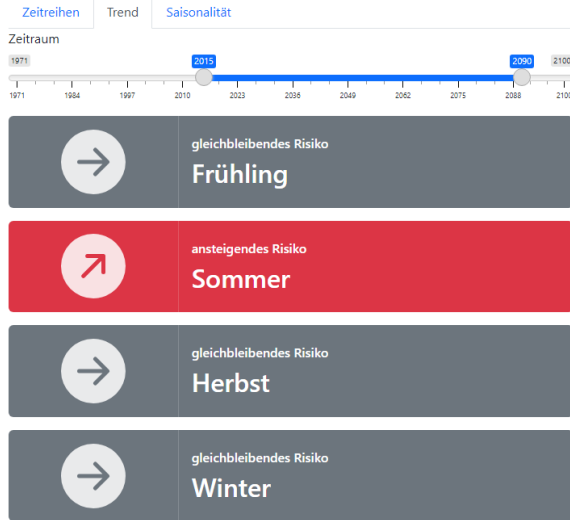 Zeitreihen Trend Saisonalität
Zeitraum
1971 2015 2090 2100
1971 1984 1997 2010 2023 2036 2049 2062 2075 2088 2100
gleichbleibendes Risiko
Frühling
ansteigendes Risiko
Sommer
gleichbleibendes Risiko
Herbst
gleichbleibendes Risiko
Winter